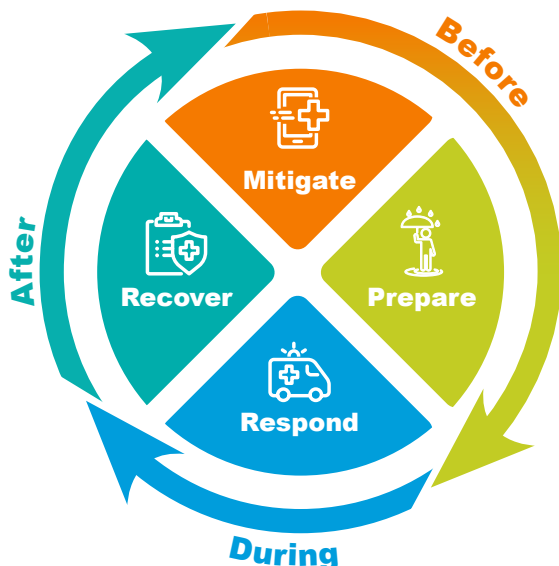 Before
Mitigate
After
Recover
Prepare
Respond
During